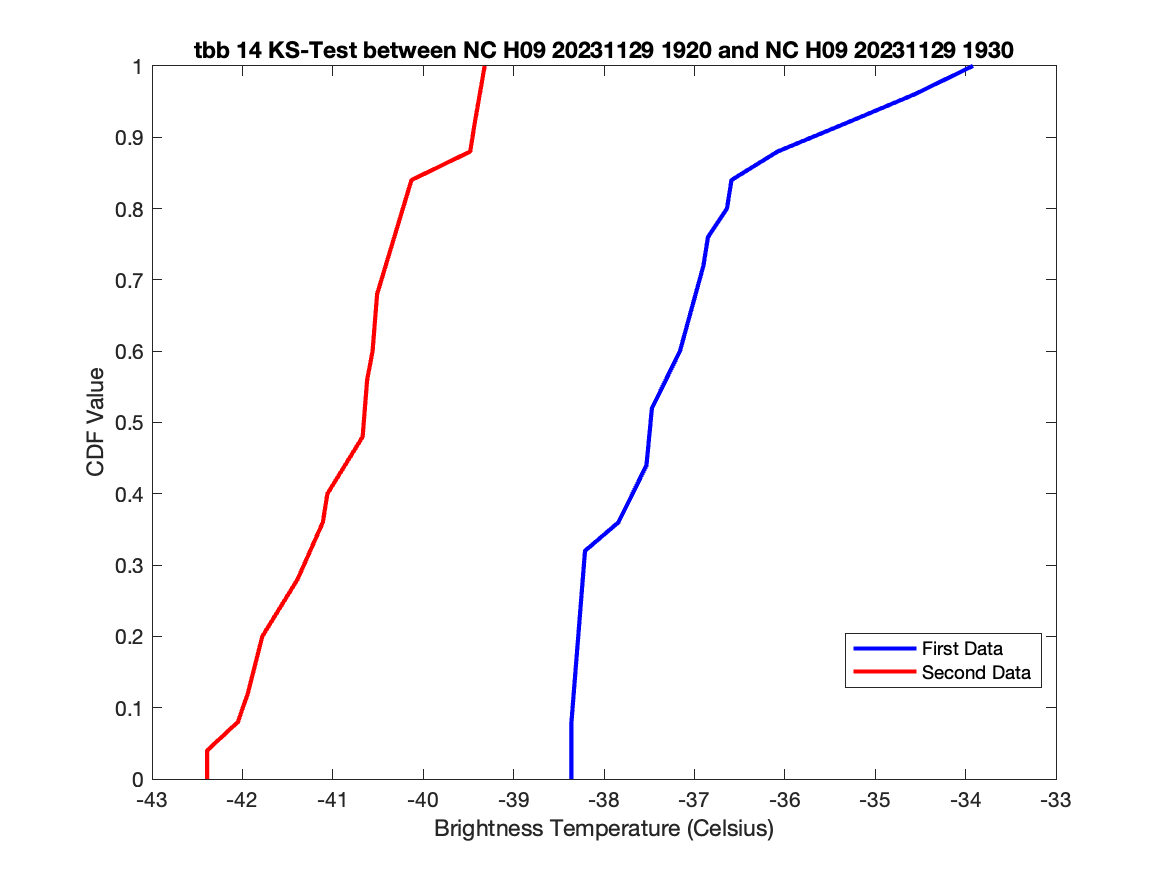 tbb 14 KS-Test between NC H09 20231129 1920 and NC H09 20231129 1930
1
0.9
0.8
0.7
0.6
0.5
0.4
0.3
0.2
0.1
0
CDF Value
First Data
Second Data
-43 -42 -41 -40 -39 -38 -37 -36 -35 -34 -33
Brightness Temperature (Celsius)